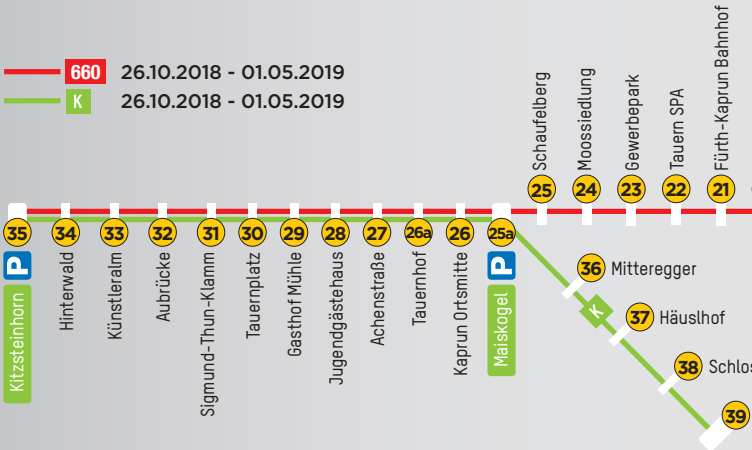 660 26.10.2018 - 01.05.2019
K 26.10.2018 - 01.05.2019
25 Schaufelberg
24 Moossiedlung
23 Gewerbepark
22 Tauern SPA
21 Fürth-Kaprun Bahnhof
35 P Kitzsteinhorn
34 Hinterwald
33 Künstleralm
32 Aubrücke
31 Sigmund-Thun-Klamm
30 Tauernplatz
29 Gasthof Mühle
28 Jugendgästehaus
27 Achenstraße
26a Tauernhof
26 Kaprun Ortsmitte
25a P Maiskogel
36 Mitteregger
K
37 Häuslhof
38
39